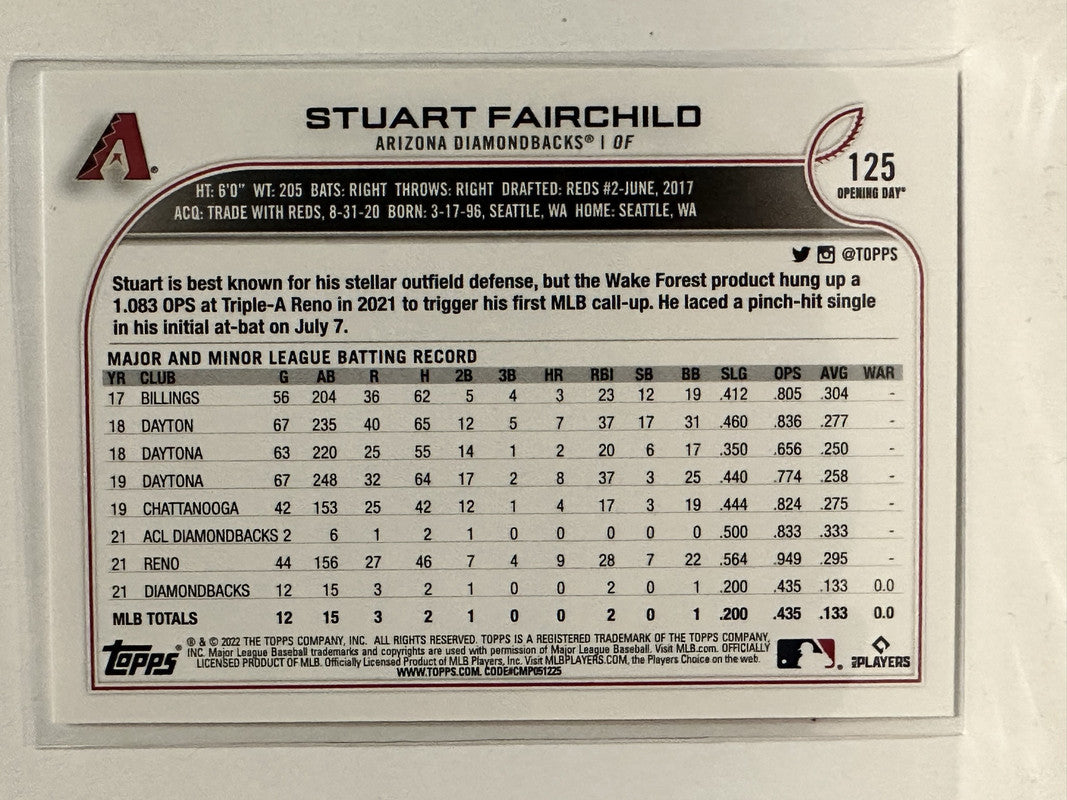 STUART FAIRCHILD
ARIZONA DIAMONDBACKS® | OF
125
OPENING DAY®
HT: 6'0" WT: 205 BATS: RIGHT THROWS: RIGHT DRAFTED: REDS #2-JUNE, 2017
ACQ: TRADE WITH REDS, 8-31-20 BORN: 3-17-96, SEATTLE, WA HOME: SEATTLE, WA
@TOPPS
Stuart is best known for his stellar outfield defense, but the Wake Forest product hung up a
1.083 OPS at Triple-A Reno in 2021 to trigger his first MLB call-up. He laced a pinch-hit single
in his initial at-bat on July 7.
MAJOR AND MINOR LEAGUE BATTING RECORD
YR CLUB G AB R H 2B 3B HR RBI SB BB SLG OPS AVG WAR
17 BILLINGS 56 204 36 62 5 4 3 23 12 19 .412 .805 .304 -
18 DAYTON 67 235 40 65 12 5 7 37 17 31 .460 .836 .277 -
18 DAYTONA 63 220 25 55 14 1 2 20 6 17 .350 .656 .250 -
19 DAYTONA 67 248 32 64 17 2 8 37 3 25 .440 .774 .258 -
19 CHATTANOOGA 42 153 25 42 12 1 4 17 3 19 .444 .824 .275 -
21 ACL DIAMONDBACKS 2 6 1 2 1 0 0 0 0 0 .500 .833 .333 -
21 RENO 44 156 27 46 7 4 9 28 7 22 .564 .949 .295 -
21 DIAMONDBACKS 12 15 3 2 1 0 0 2 0 1 .200 .435 .133 0.0
MLB TOTALS 12 15 3 2 1 0 0 2 0 1 .200 .435 .133 0.0
TOPPS®
® & © 2022 THE TOPPS COMPANY, INC. ALL RIGHTS RESERVED. TOPPS IS A REGISTERED TRADEMARK OF THE TOPPS COMPANY,
INC. Major League Baseball trademarks and copyrights are used with permission of Major League Baseball. Visit MLB.com. OFFICIALLY
LICENSED PRODUCT OF MLB. Officially Licensed Product of MLB Players, Inc. Visit MLBPLAYERS.COM, the Players Choice on the web.
WWW.TOPPS.COM. CODE#CMP051225
MLB PLAYERS